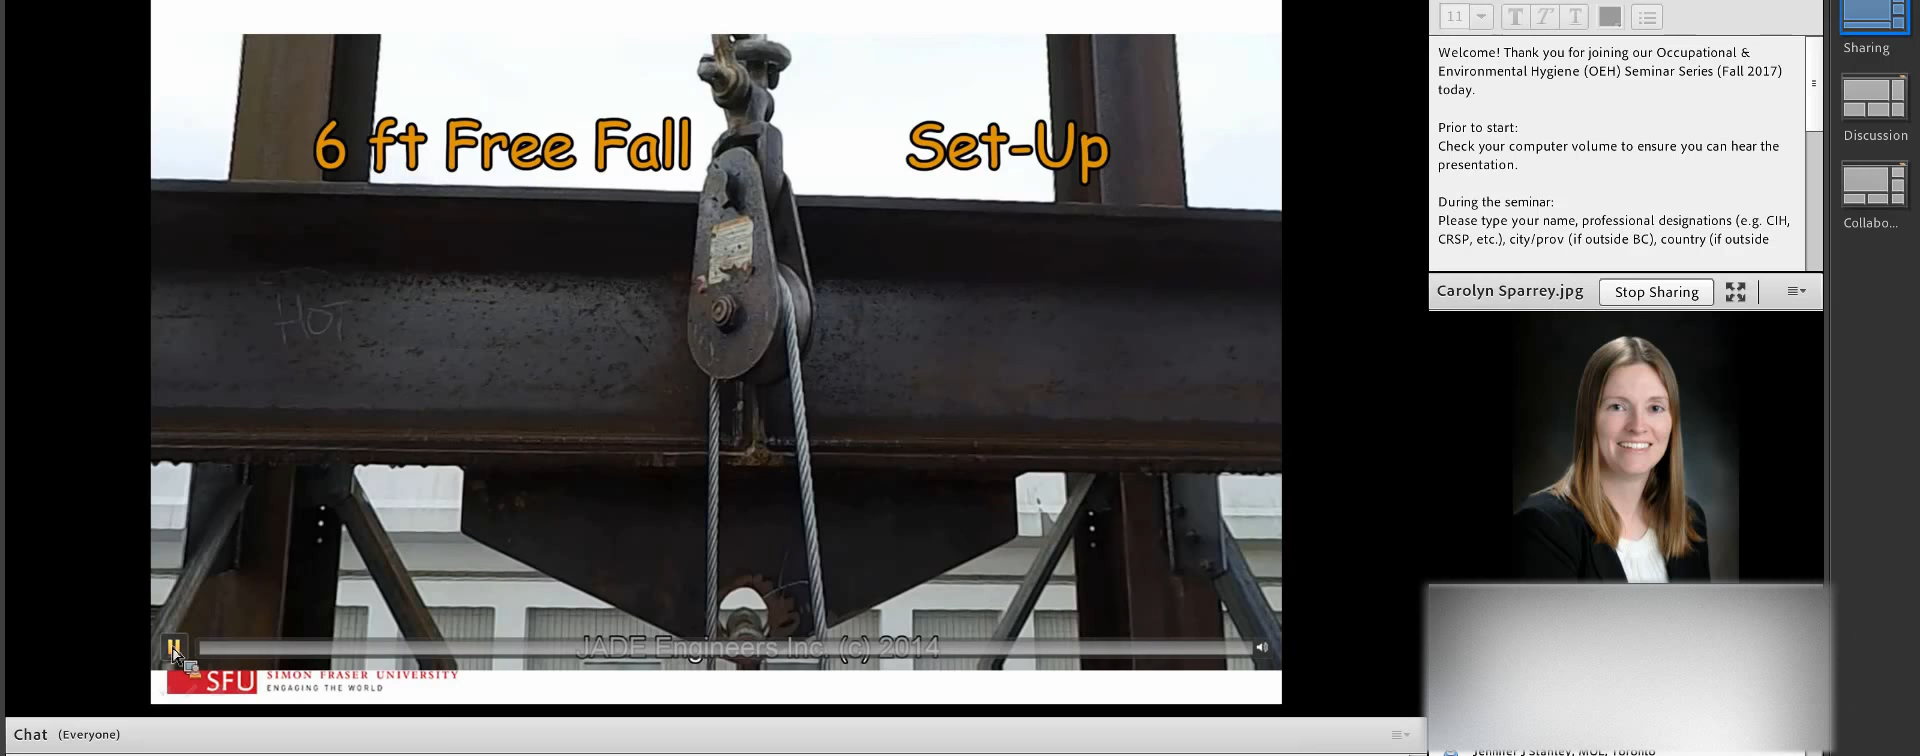 6 ft Free Fall Set-Up
HOT
JADE Engineers Inc. (c) 2014
SFU SIMON FRASER UNIVERSITY
ENGAGING THE WORLD
Chat (Everyone)
11 T T T
Welcome! Thank you for joining our Occupational &
Environmental Hygiene (OEH) Seminar Series (Fall 2017)
today.
Prior to start:
Check your computer volume to ensure you can hear the
presentation.
During the seminar:
Please type your name, professional designations (e.g. CIH,
CRSP, etc.), city/prov (if outside BC), country (if outside
Carolyn Sparrey.jpg Stop Sharing
Jennifer J Stanley, MOL, Toronto
Sharing
Discussion
Collabo...